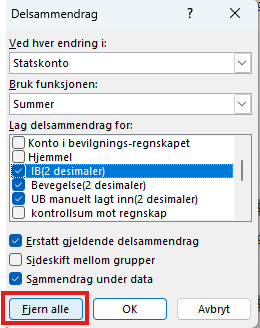 Delsammendrag
Ved hver endring i:
Statskonto
Bruk funksjonen:
Summer
Lag delsammendrag for:
Konto i bevilgnings-regnskapet
Hjemmel
IB(2 desimaler)
Bevegelse(2 desimaler)
UB manuelt lagt inn(2 desimaler)
kontrollsum mot regnskap
Erstatt gjeldende delsammendrag
Sideskift mellom grupper
Sammendrag under data
Fjern alle
OK
Avbryt